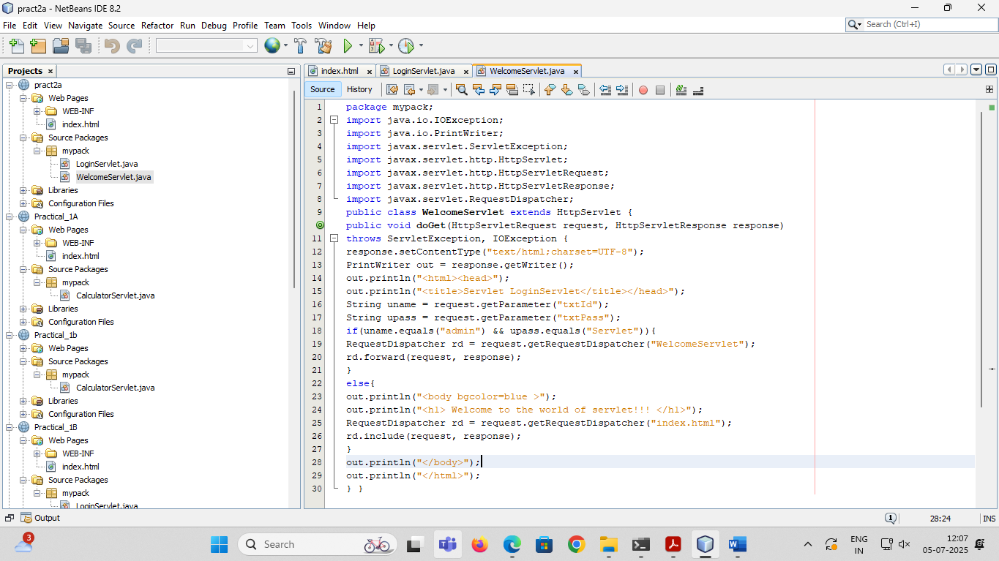 pract2a - NetBeans IDE 8.2
File Edit View Navigate Source Refactor Run Debug Profile Team Tools Window Help
Search (Ctrl+I)
Projects
pract2a
Web Pages
WEB-INF
index.html
Source Packages
mypack
LoginServlet.java
WelcomeServlet.java
Libraries
Configuration Files
Practical_1A
Web Pages
WEB-INF
index.html
Source Packages
mypack
CalculatorServlet.java
Libraries
Configuration Files
Practical_1b
Web Pages
Source Packages
mypack
CalculatorServlet.java
Libraries
Configuration Files
Practical_1B
Web Pages
WEB-INF
index.html
Source Packages
mypack
LoginServlet.java
index.html LoginServlet.java WelcomeServlet.java
Source History
1 package mypack;
2 import java.io.IOException;
3 import java.io.PrintWriter;
4 import javax.servlet.ServletException;
5 import javax.servlet.http.HttpServlet;
6 import javax.servlet.http.HttpServletRequest;
7 import javax.servlet.http.HttpServletResponse;
8 import javax.servlet.RequestDispatcher;
9 public class WelcomeServlet extends HttpServlet {
public void doGet(HttpServletRequest request, HttpServletResponse response)
11 throws ServletException, IOException {
12 response.setContentType("text/html;charset=UTF-8");
13 PrintWriter out = response.getWriter();
14 out.println("<html><head>");
15 out.println("<title>Servlet LoginServlet</title></head>");
16 String uname = request.getParameter("txtId");
17 String upass = request.getParameter("txtPass");
18 if(uname.equals("admin") && upass.equals("Servlet")){
19 RequestDispatcher rd = request.getRequestDispatcher("WelcomeServlet");
20 rd.forward(request, response);
21 }
22 else{
23 out.println("<body bgcolor=blue >");
24 out.println("<h1> Welcome to the world of servlet!!! </h1>");
25 RequestDispatcher rd = request.getRequestDispatcher("index.html");
26 rd.include(request, response);
27 }
28 out.println("</body>");
29 out.println("</html>");
30 } }
Output
1
28:24
INS
3
Search
ENG
IN
12:07
05-07-2025